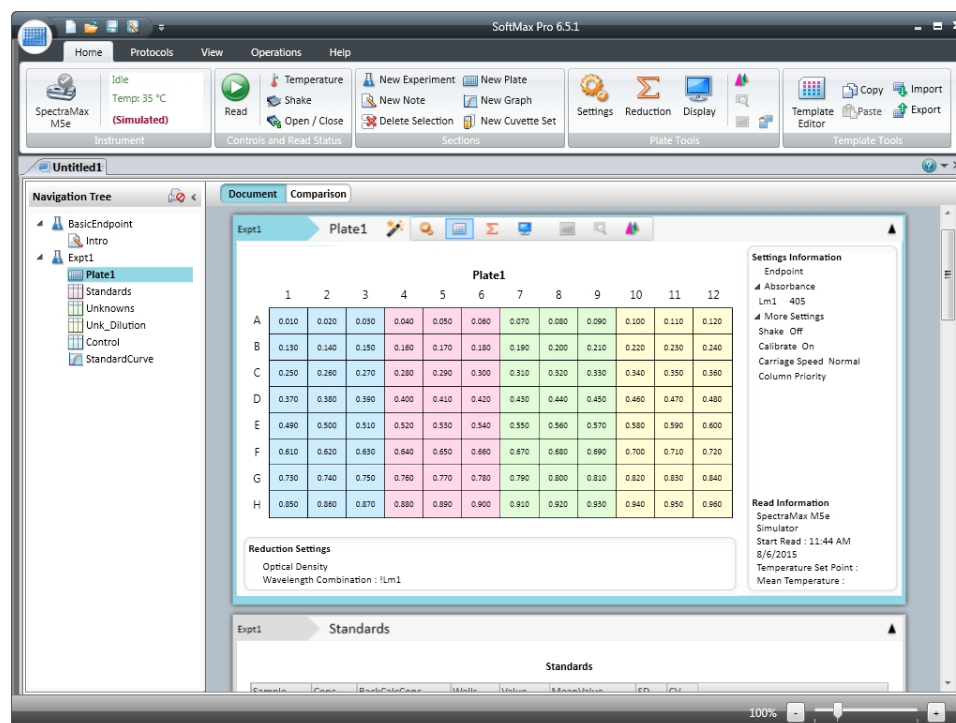 SoftMax Pro 6.5.1
Home Protocols View Operations Help
Idle
Temp: 35 °C
(Simulated)
SpectraMax
M5e
Instrument
Read
Temperature
Shake
Open / Close
Controls and Read Status
New Experiment New Plate
New Note New Graph
Delete Selection New Cuvette Set
Sections
Settings Reduction Display
Plate Tools
Template
Editor
Copy Import
Paste Export
Template Tools
Untitled1
Navigation Tree
BasicEndpoint
Intro
Expt1
Plate1
Standards
Unknowns
Unk_Dilution
Control
StandardCurve
Document Comparison
Expt1 Plate1
Plate1
1 2 3 4 5 6 7 8 9 10 11 12
A 0.010 0.020 0.030 0.040 0.050 0.060 0.070 0.080 0.090 0.100 0.110 0.120
B 0.130 0.140 0.150 0.160 0.170 0.180 0.190 0.200 0.210 0.220 0.230 0.240
C 0.250 0.260 0.270 0.280 0.290 0.300 0.310 0.320 0.330 0.340 0.350 0.360
D 0.370 0.380 0.390 0.400 0.410 0.420 0.430 0.440 0.450 0.460 0.470 0.480
E 0.490 0.500 0.510 0.520 0.530 0.540 0.550 0.560 0.570 0.580 0.590 0.600
F 0.610 0.620 0.630 0.640 0.650 0.660 0.670 0.680 0.690 0.700 0.710 0.720
G 0.730 0.740 0.750 0.760 0.770 0.780 0.790 0.800 0.810 0.820 0.830 0.840
H 0.850 0.860 0.870 0.880 0.890 0.900 0.910 0.920 0.930 0.940 0.950 0.960
Settings Information
Endpoint
Absorbance
Lm1 405
More Settings
Shake Off
Calibrate On
Carriage Speed Normal
Column Priority
Read Information
SpectraMax M5e
Simulator
Start Read : 11:44 AM
8/6/2015
Temperature Set Point :
Mean Temperature :
Reduction Settings
Optical Density
Wavelength Combination : !Lm1
Expt1 Standards
Standards
Sample Conc BackCalcConc Wells Value MeanValue SD CV
100%